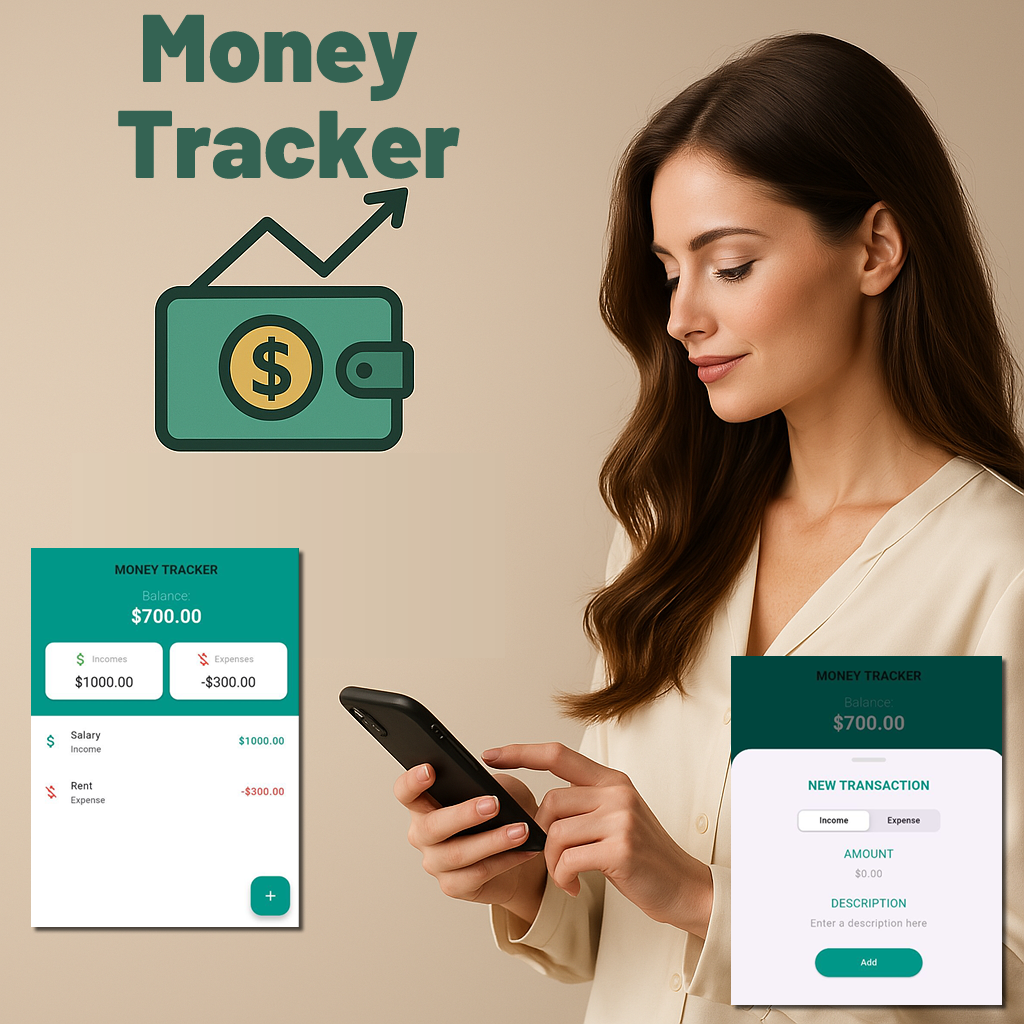 Money
Tracker
$
MONEY TRACKER
Balance:
$700.00
$ Incomes
$1000.00
Expenses
-$300.00
$
Salary
Income
$1000.00
Rent
Expense
-$300.00
+
MONEY TRACKER
Balance:
$700.00
NEW TRANSACTION
Income
Expense
AMOUNT
$0.00
DESCRIPTION
Enter a description here
Add